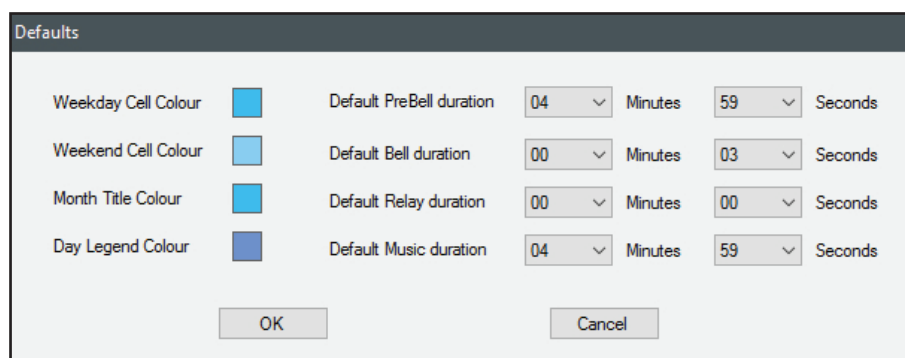 Defaults
Weekday Cell Colour Default PreBell duration 04 Minutes 59 Seconds
Weekend Cell Colour Default Bell duration 00 Minutes 03 Seconds
Month Title Colour Default Relay duration 00 Minutes 00 Seconds
Day Legend Colour Default Music duration 04 Minutes 59 Seconds
OK Cancel